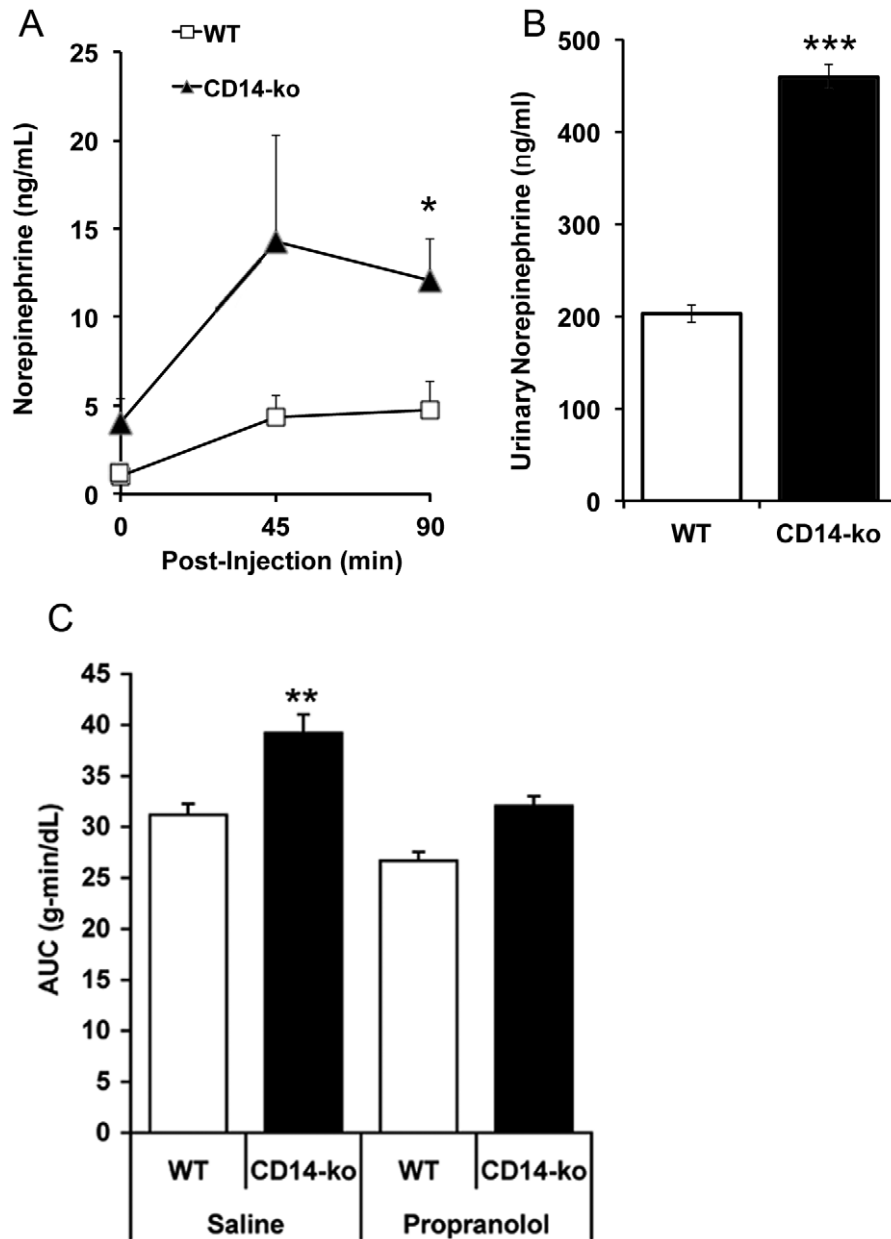 A
WT
CD14-ko
Norepinephrine (ng/mL)
25
20
15
10
5
0
0 45 90
Post-Injection (min)
*
B
Urinary Norepinephrine (ng/ml)
500
400
300
200
100
0
***
WT CD14-ko
C
AUC (g-min/dL)
45
40
35
30
25
20
15
10
5
0
**
WT CD14-ko WT CD14-ko
Saline Propranolol